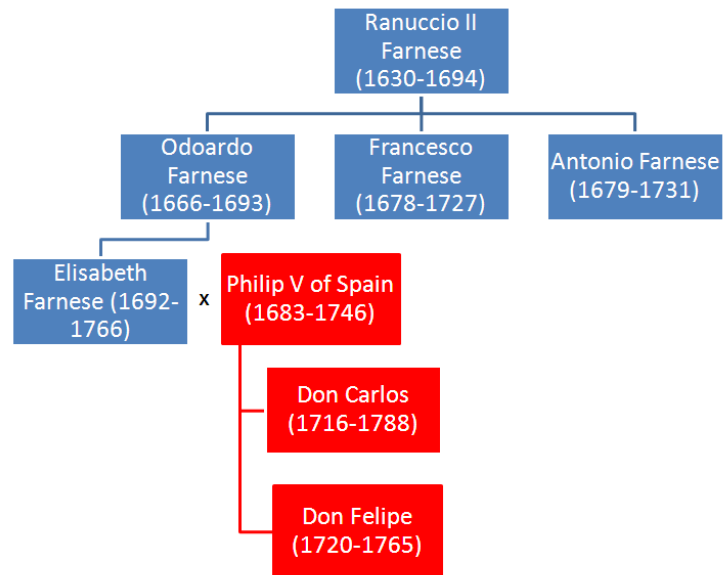 Ranuccio II
Farnese
(1630-1694)
Odoardo
Farnese
(1666-1693)
Francesco
Farnese
(1678-1727)
Antonio Farnese
(1679-1731)
Elisabeth
Farnese (1692-
1766)
x
Philip V of Spain
(1683-1746)
Don Carlos
(1716-1788)
Don Felipe
(1720-1765)